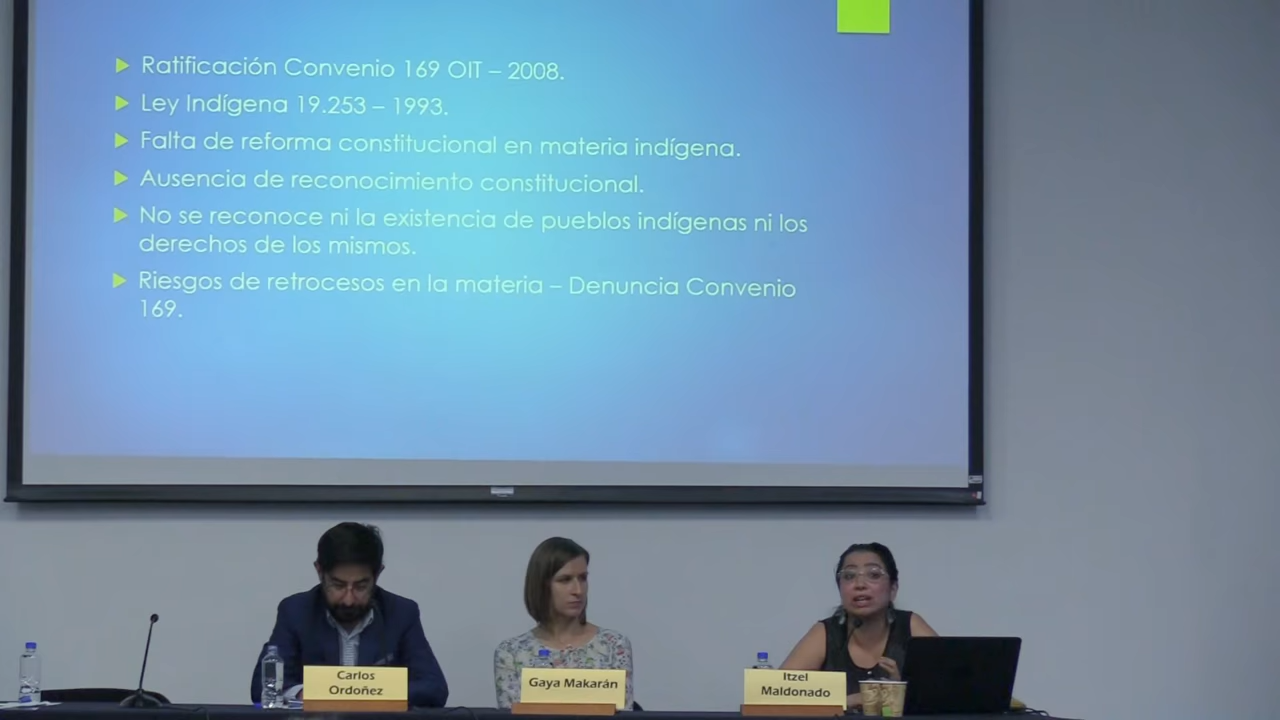 Ratificación Convenio 169 OIT – 2008.
Ley Indígena 19.253 – 1993.
Falta de reforma constitucional en materia indígena.
Ausencia de reconocimiento constitucional.
No se reconoce ni la existencia de pueblos indígenas ni los
derechos de los mismos.
Riesgos de retrocesos en la materia – Denuncia Convenio
169.
Carlos
Ordoñez
Gaya Makarán
Itzel
Maldonado